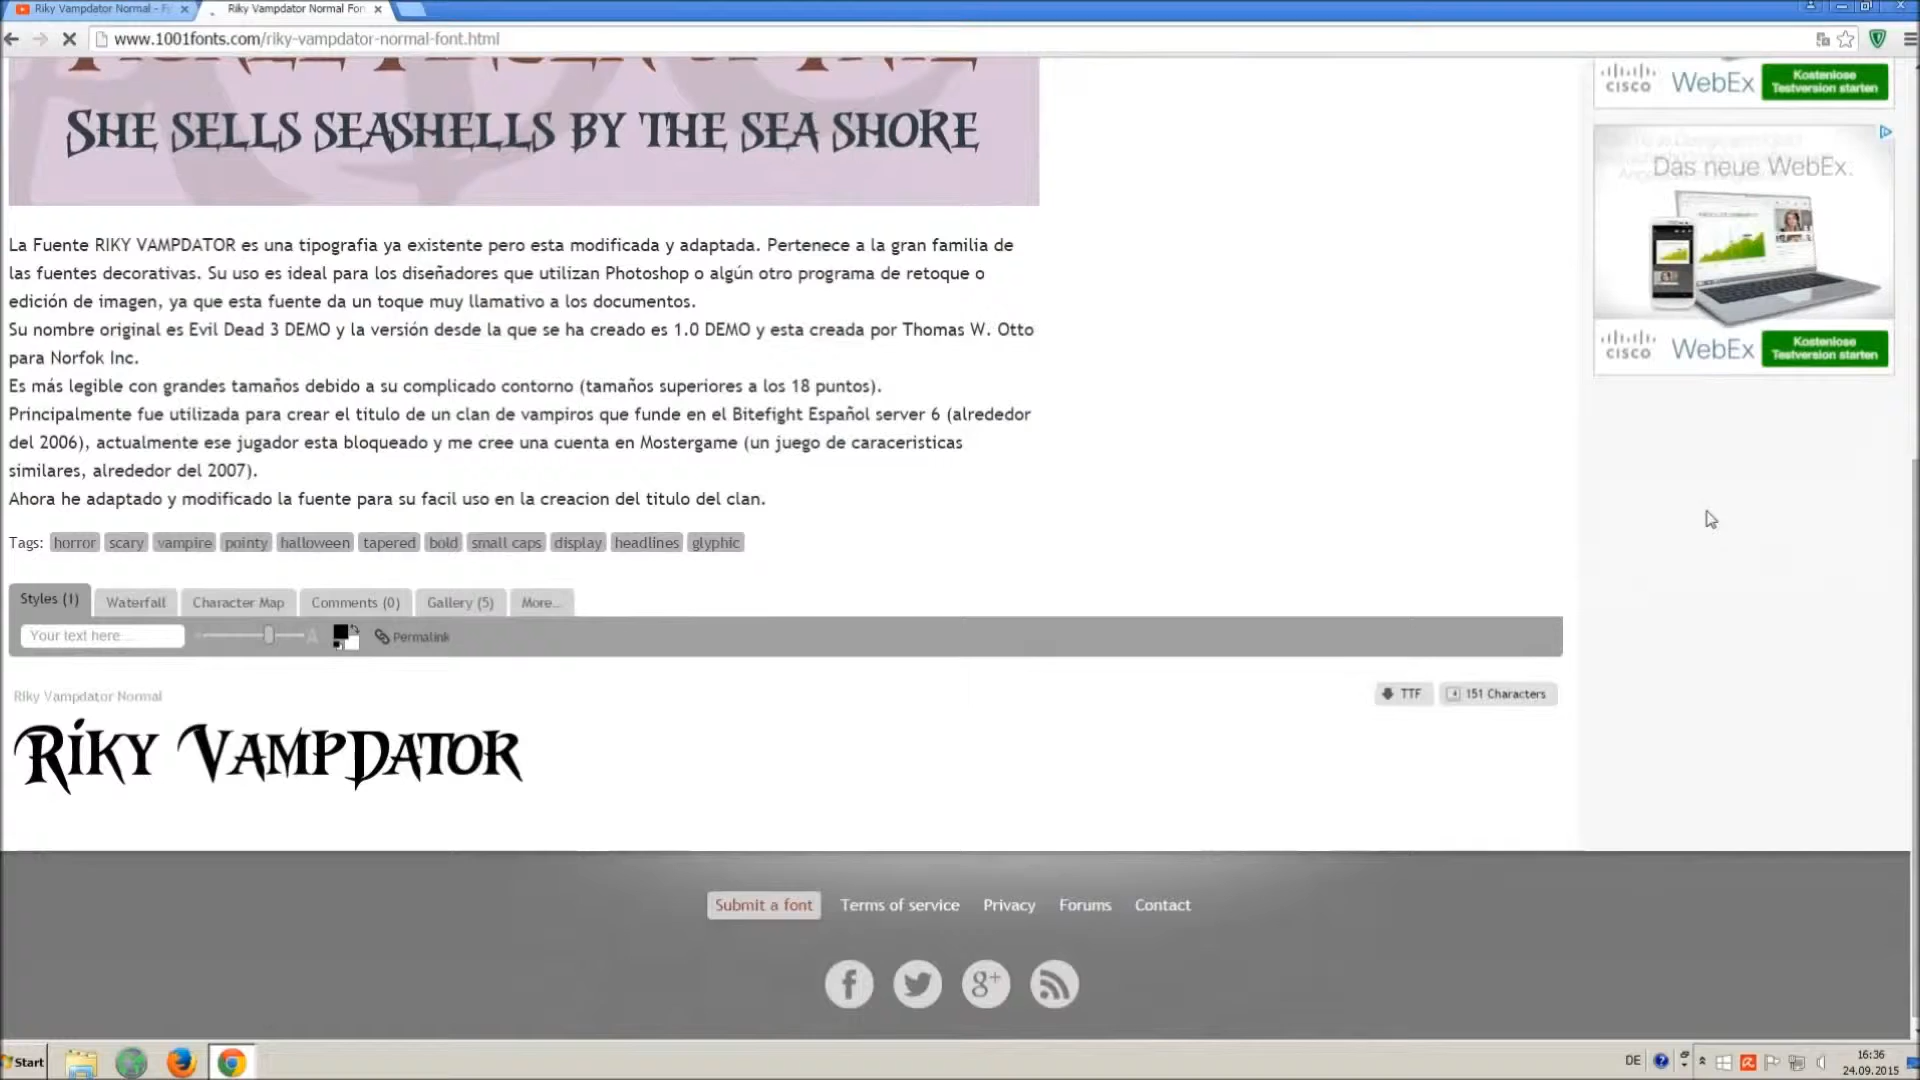 Riky Vampdator Normal - Fy
Riky Vampdator Normal Fon
www.1001fonts.com/riky-vampdator-normal-font.html
SHE SELLS SEASHELLS BY THE SEA SHORE
La Fuente RIKY VAMPDATOR es una tipografia ya existente pero esta modificada y adaptada. Pertenece a la gran familia de
las fuentes decorativas. Su uso es ideal para los diseñadores que utilizan Photoshop o algún otro programa de retoque o
edición de imagen, ya que esta fuente da un toque muy llamativo a los documentos.
Su nombre original es Evil Dead 3 DEMO y la versión desde la que se ha creado es 1.0 DEMO y esta creada por Thomas W. Otto
para Norfok Inc.
Es más legible con grandes tamaños debido a su complicado contorno (tamaños superiores a los 18 puntos).
Principalmente fue utilizada para crear el titulo de un clan de vampiros que funde en el Bitefight Español server 6 (alrededor
del 2006), actualmente ese jugador esta bloqueado y me cree una cuenta en Mostergame (un juego de caraceristicas
similares, alrededor del 2007).
Ahora he adaptado y modificado la fuente para su facil uso en la creacion del titulo del clan.
Tags: horror scary vampire pointy halloween tapered bold small caps display headlines glyphic
Styles (1) Waterfall Character Map Comments (0) Gallery (5) More...
Your text here... A Permalink
Riky Vampdator Normal
TTF 151 Characters
RIKY VAMPDATOR
cisco WebEx Kostenlose
Testversion starten
Das neue WebEx.
cisco WebEx Kostenlose
Testversion starten
Submit a font Terms of service Privacy Forums Contact
f g+
Start
DE
16:36
24.09.2015